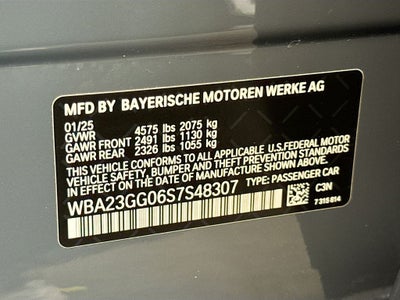 MFD BY BAYERISCHE MOTOREN WERKE AG
01/25
GVWR 4575 lbs 2075 kg
GAWR FRONT 2491 lbs 1130 kg
GAWR REAR 2326 lbs 1055 kg
THIS VEHICLE CONFORMS TO ALL APPLICABLE U.S.FEDERAL MOTOR
VEHICLE SAFETY, BUMPER, AND THEFT PREVENTION STANDARDS IN
EFFECT ON THE DATE OF MANUFACTURE SHOWN ABOVE.
WBA23GG06S7S48307 TYPE: PASSENGER CAR
C3N
7 315 814